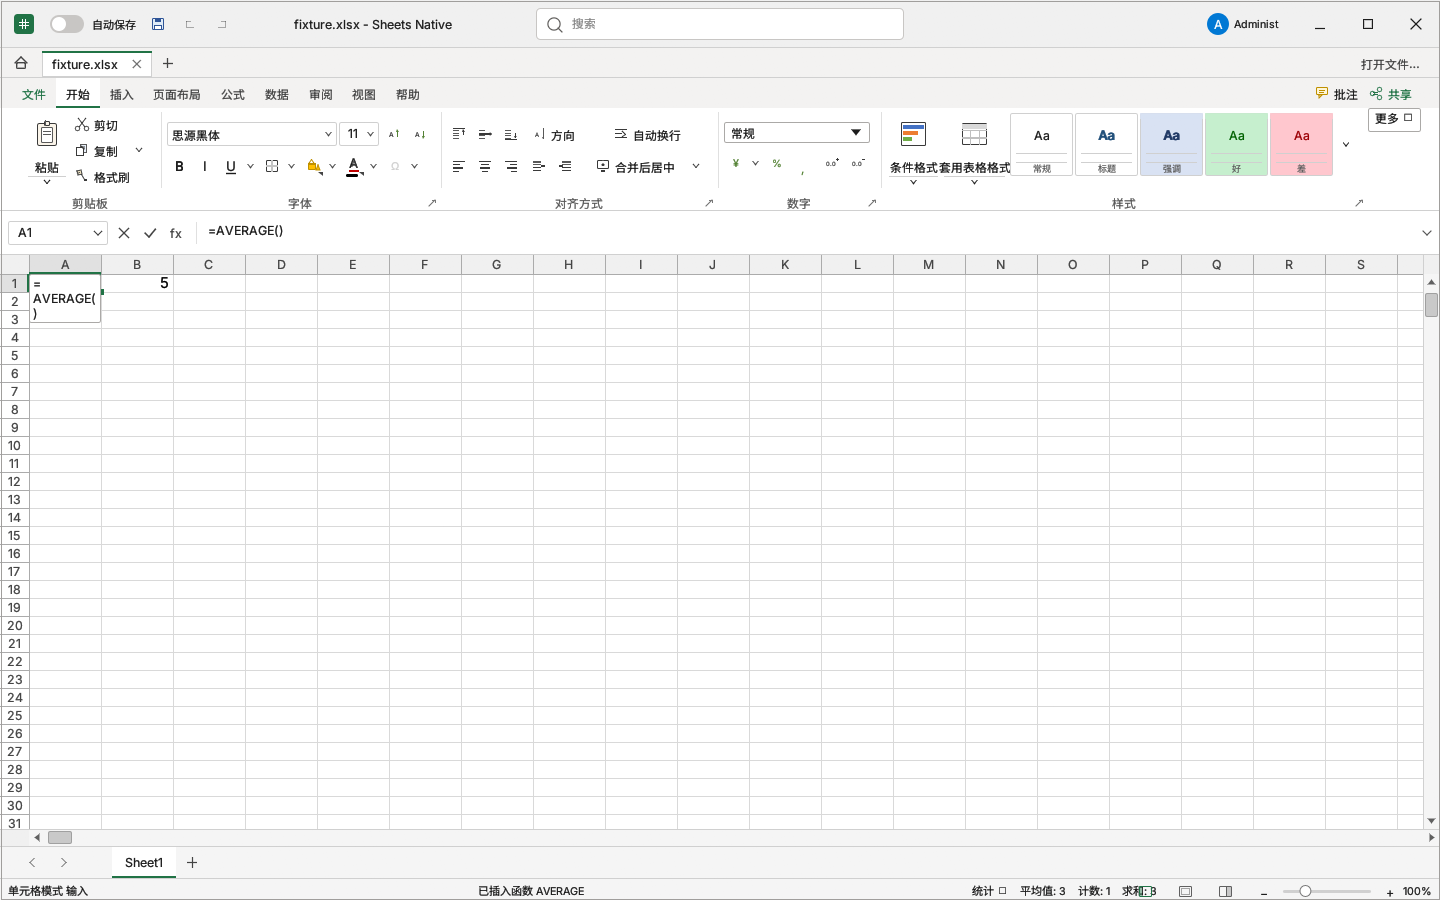 自动保存
fixture.xlsx - Sheets Native
搜索
A
Administ
fixture.xlsx
打开文件...
文件 开始 插入 页面布局 公式 数据 审阅 视图 帮助
批注 共享
粘贴
剪切
复制
格式刷
剪贴板
思源黑体 11 A A
B I U A
字体
方向 自动换行
合并后居中
对齐方式
常规
¥ % , 0.0 0.0
数字
条件格式 套用表格格式
Aa 常规
Aa 标题
Aa 强调
Aa 好
Aa 差
样式
更多
A1 fx =AVERAGE()
A B C D E F G H I J K L M N O P Q R S
1 =AVERAGE() 5
2
3
4
5
6
7
8
9
10
11
12
13
14
15
16
17
18
19
20
21
22
23
24
25
26
27
28
29
30
31
Sheet1
单元格模式 输入
已插入函数 AVERAGE
统计 平均值: 3 计数: 1 求和: 3
100%